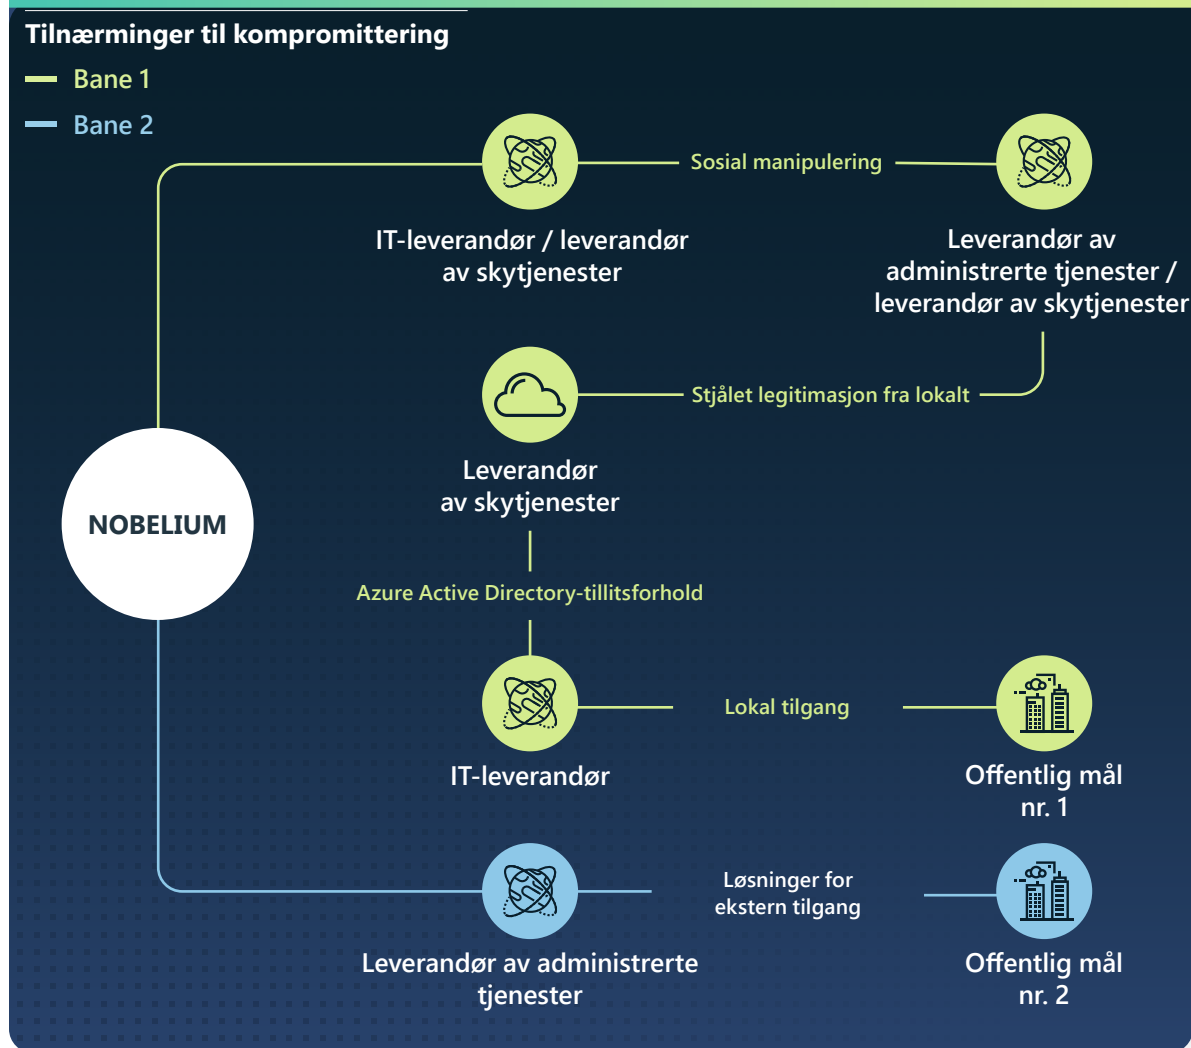 Tilnærminger til kompromittering
Bane 1
Bane 2
Sosial manipulering
IT-leverandør / leverandør
av skytjenester
Leverandør av
administrerte tjenester /
leverandør av skytjenester
Stjålet legitimasjon fra lokalt
Leverandør
av skytjenester
NOBELIUM
Azure Active Directory-tillitsforhold
Lokal tilgang
IT-leverandør
Offentlig mål
nr. 1
Løsninger for
ekstern tilgang
Leverandør av administrerte
tjenester
Offentlig mål
nr. 2